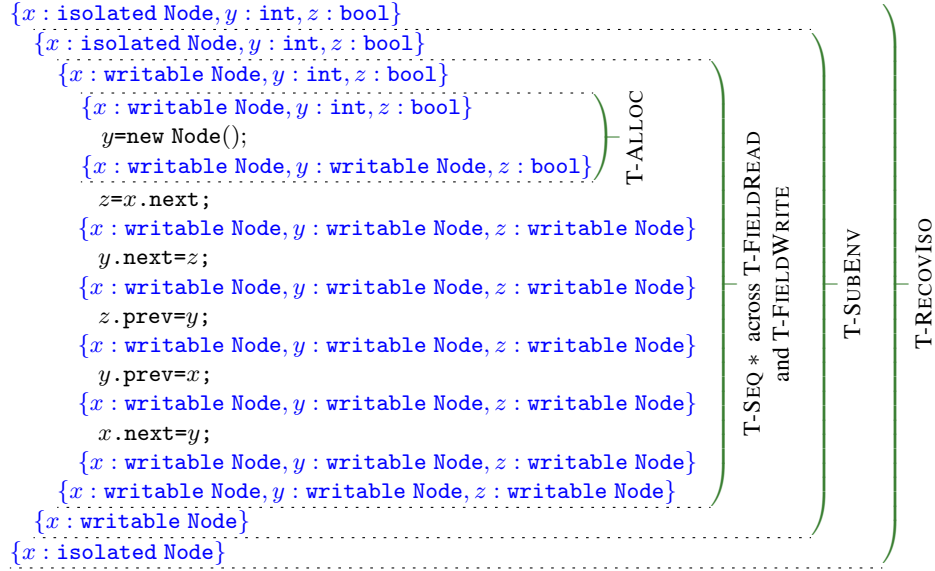 {x : isolated Node, y : int, z : bool}
{x : isolated Node, y : int, z : bool}
{x : writable Node, y : int, z : bool}
{x : writable Node, y : int, z : bool}
y=new Node();
{x : writable Node, y : writable Node, z : bool}
z=x.next;
{x : writable Node, y : writable Node, z : writable Node}
y.next=z;
{x : writable Node, y : writable Node, z : writable Node}
z.prev=y;
{x : writable Node, y : writable Node, z : writable Node}
y.prev=x;
{x : writable Node, y : writable Node, z : writable Node}
x.next=y;
{x : writable Node, y : writable Node, z : writable Node}
{x : writable Node, y : writable Node, z : writable Node}
{x : writable Node}
{x : isolated Node}
T-ALLOC
T-SEQ * across T-FIELDREAD
and T-FIELDWRITE
T-SUBENV
T-RECOVISO